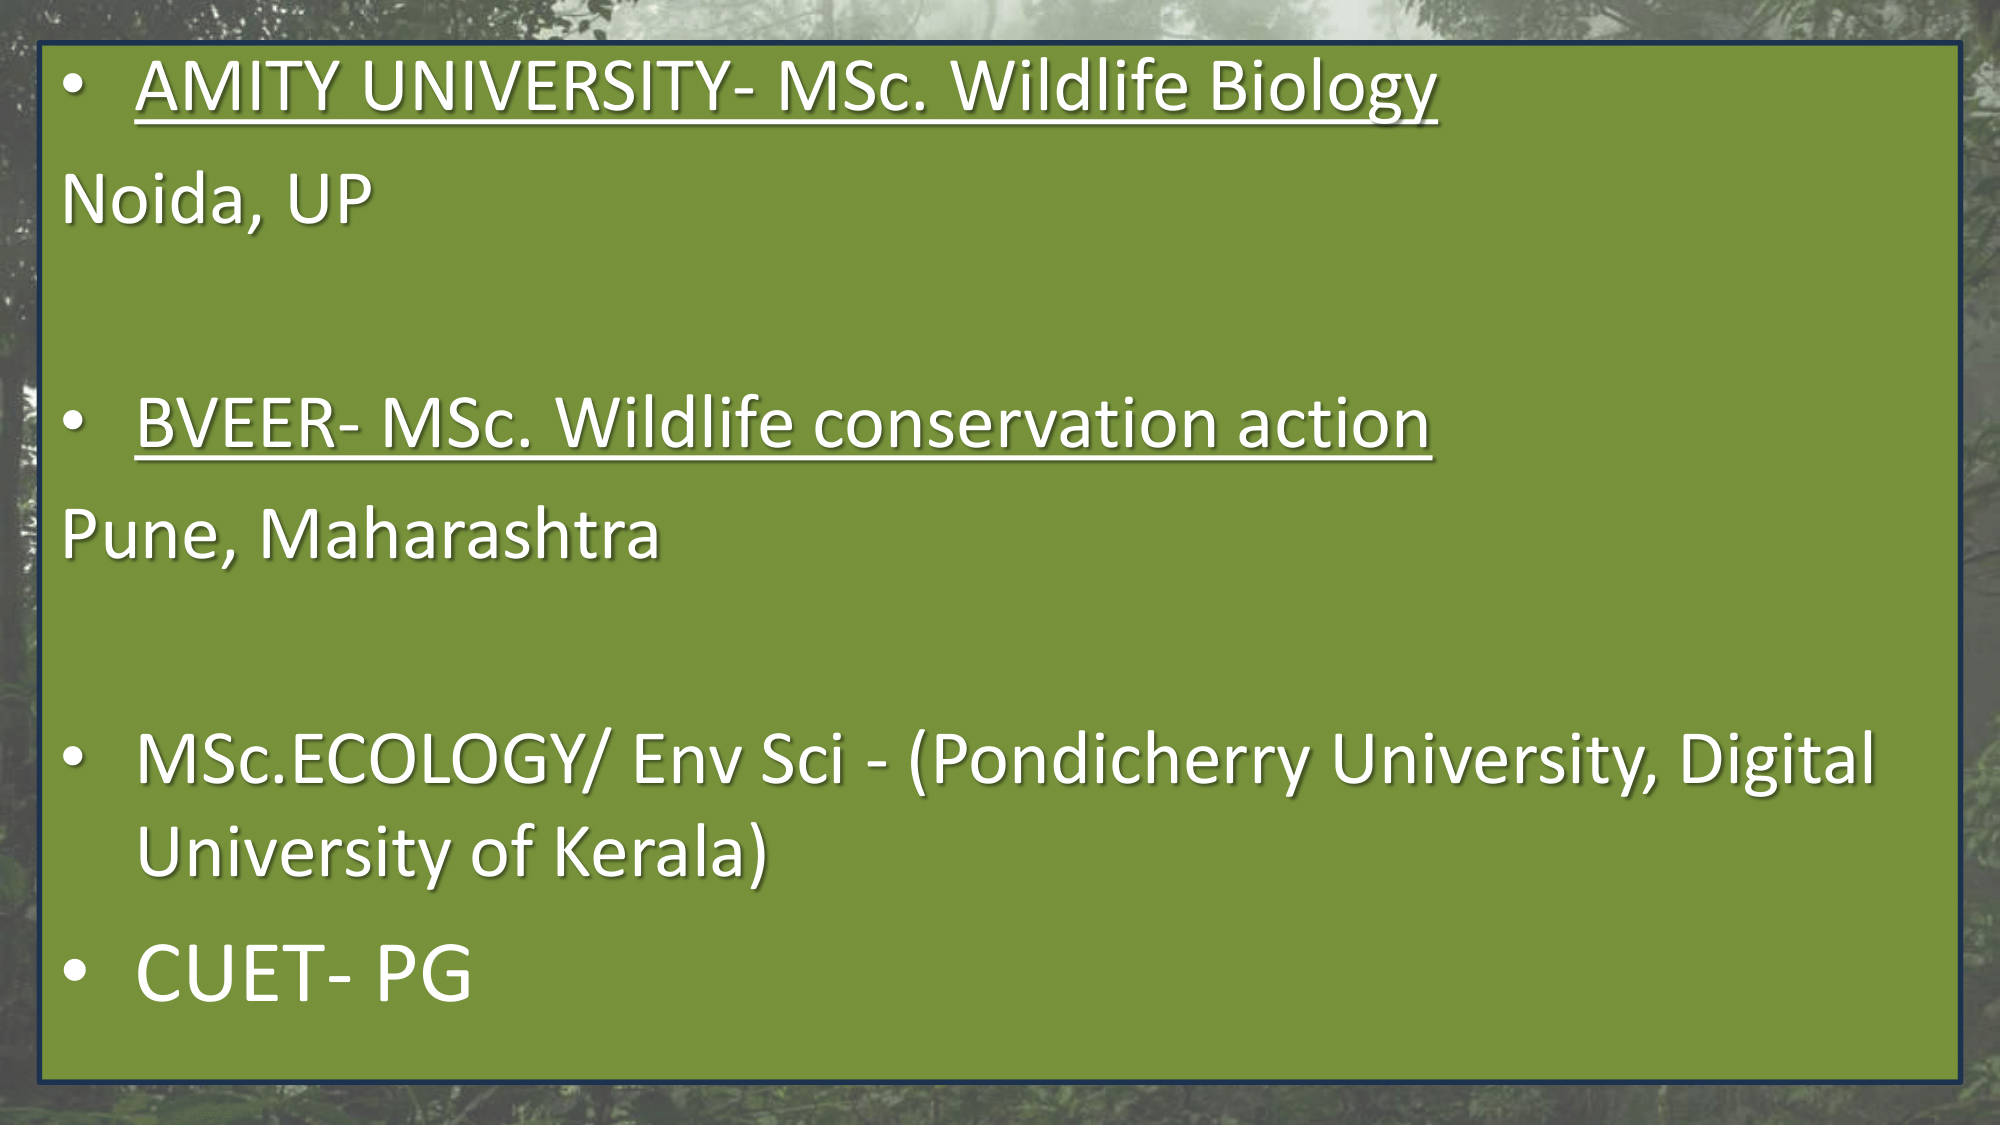 • AMITY UNIVERSITY- MSc. Wildlife Biology
Noida, UP
• BVEER- MSc. Wildlife conservation action
Pune, Maharashtra
• MSc.ECOLOGY/ Env Sci - (Pondicherry University, Digital
University of Kerala)
• CUET- PG